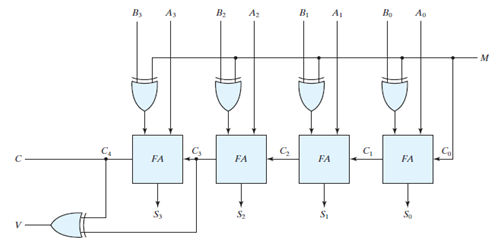 B₃ A₃ B₂ A₂ B₁ A₁ B₀ A₀
M
C C₄ FA C₃ FA C₂ FA C₁ FA C₀
S₃ S₂ S₁ S₀
V